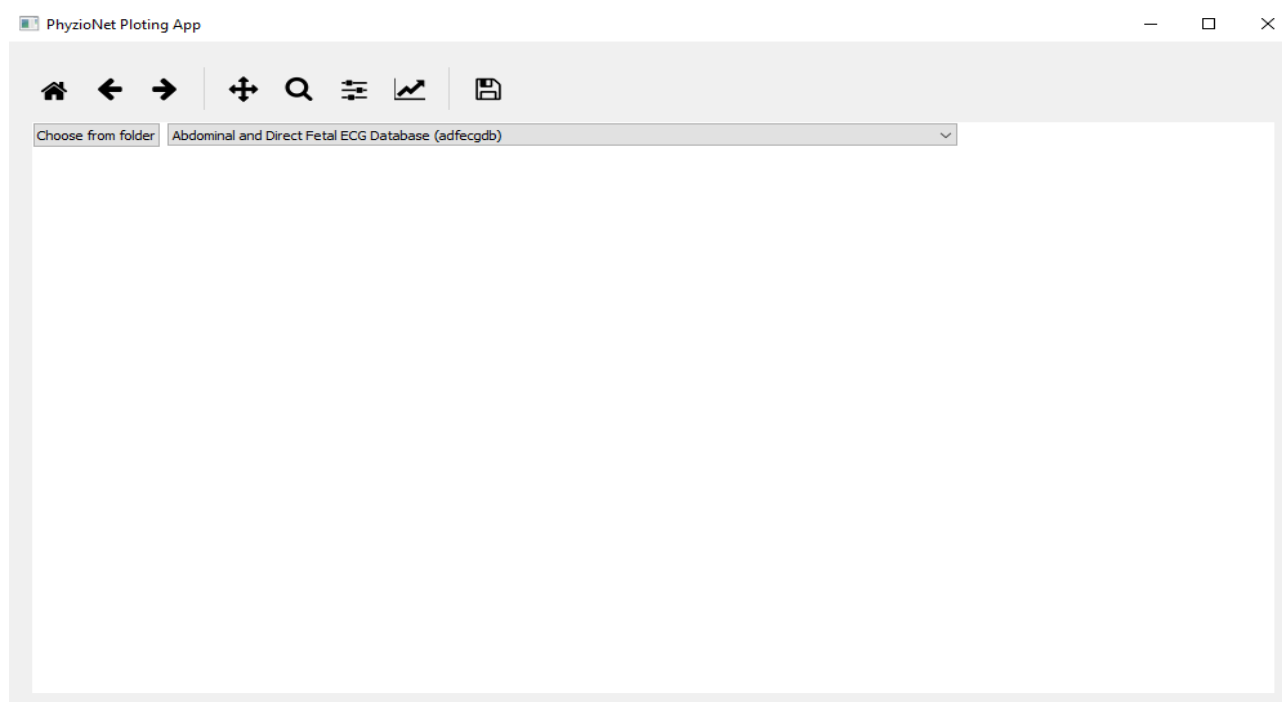 PhyzioNet Ploting App
Choose from folder Abdominal and Direct Fetal ECG Database (adfecgdb)